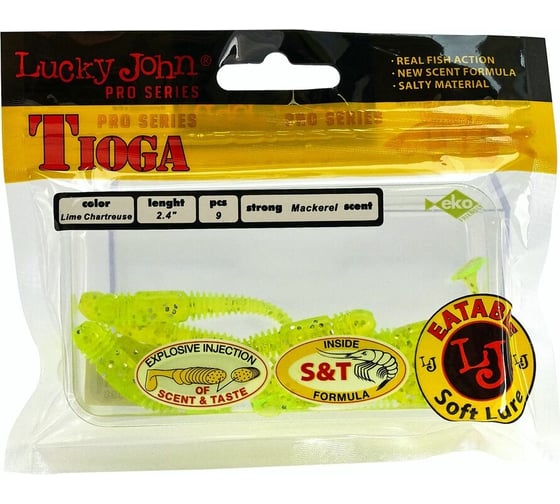 Lucky John®
PRO SERIES
· REAL FISH ACTION
· NEW SCENT FORMULA
· SALTY MATERIAL
PRO SERIES
PRO SERIES
TIOGA
color
Lime Chartreuse
lenght
2.4"
pcs
9
strong Mackerel scent
eko
EXPLOSIVE INJECTION
OF
SCENT & TASTE
INSIDE
S&T
FORMULA
EATABLE
LJ
LJ
LJ
Soft Lure